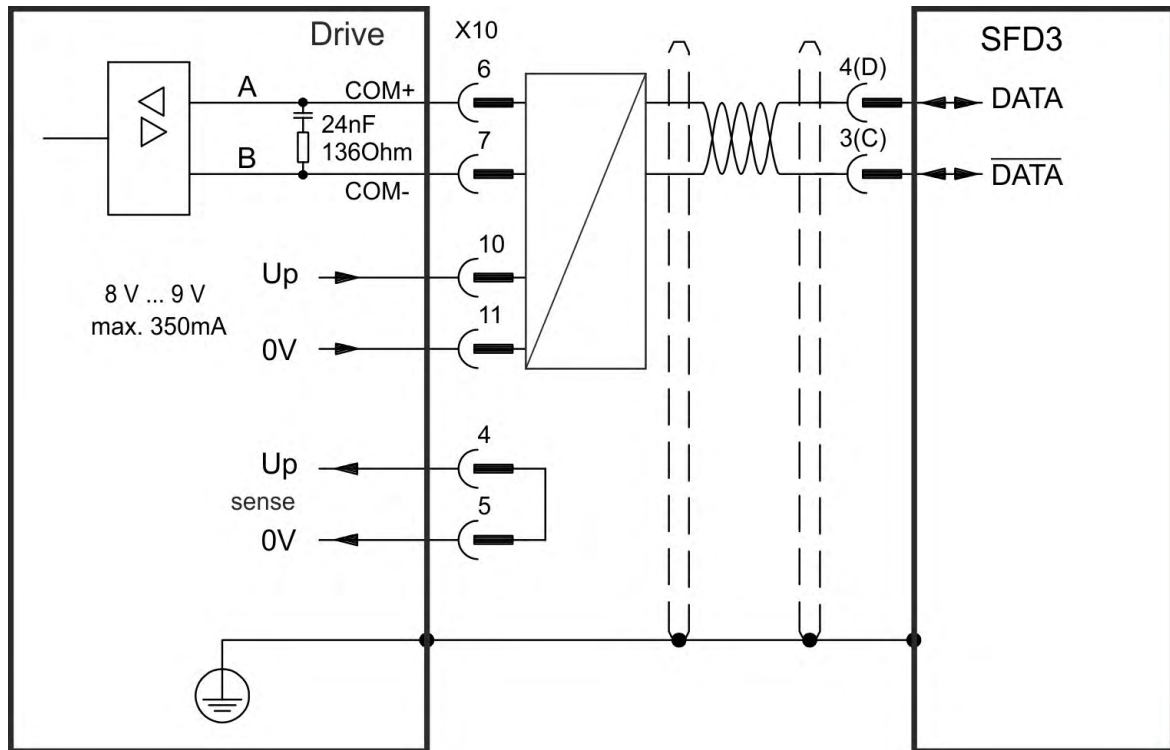 Drive
X10
SFD3
6
4(D)
A
COM+
DATA
24nF
136Ohm
7
3(C)
B
COM-
DATA
10
Up
8 V ... 9 V
max. 350mA
11
0V
4
Up
sense
5
0V